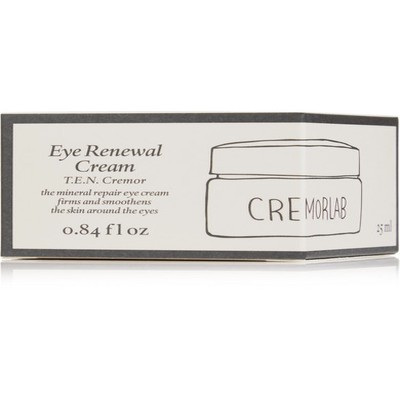 Eye Renewal
Cream
T.E.N. Cremor
the mineral repair eye cream
firms and smoothens
the skin around the eyes
0.84 fl oz
CREMORLAB
25 ml